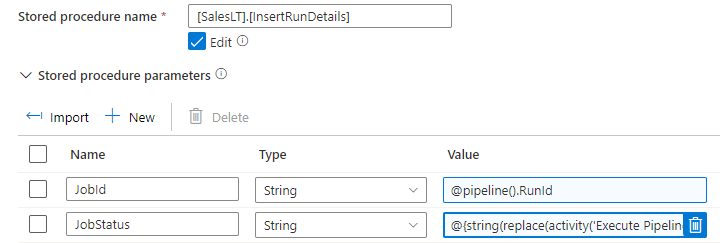 Stored procedure name *
[SalesLT].[InsertRunDetails]
Edit
Stored procedure parameters
Import New Delete
Name Type Value
JobId String @pipeline().RunId
JobStatus String @{string(replace(activity('Execute Pipelin